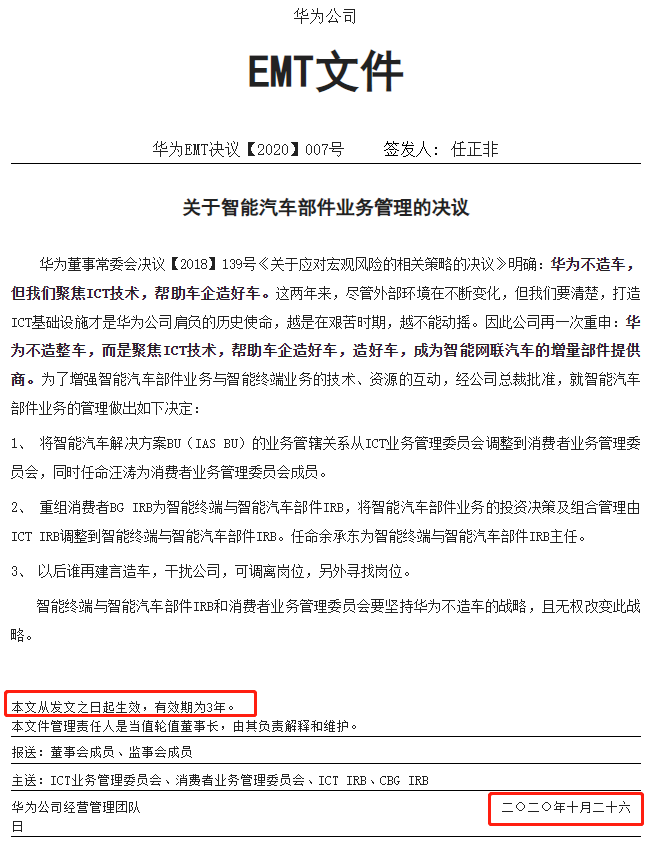 华为公司
EMT文件
华为EMT决议【2020】007号 签发人: 任正非
关于智能汽车部件业务管理的决议
华为董事常委会决议【2018】139号《关于应对宏观风险的相关策略的决议》明确：华为不造车，
但我们聚焦ICT技术，帮助车企造好车。这两年来，尽管外部环境在不断变化，但我们要清楚，打造
ICT基础设施才是华为公司肩负的历史使命，越是在艰苦时期，越不能动摇。因此公司再一次重申：华
为不造整车，而是聚焦ICT技术，帮助车企造好车，造好车，成为智能网联汽车的增量部件提供
商。为了增强智能汽车部件业务与智能终端业务的技术、资源的互动，经公司总裁批准，就智能汽车
部件业务的管理做出如下决定：
1、 将智能汽车解决方案BU（IAS BU）的业务管辖关系从ICT业务管理委员会调整到消费者业务管理委
员会，同时任命汪涛为消费者业务管理委员会成员。
2、 重组消费者BG IRB为智能终端与智能汽车部件IRB，将智能汽车部件业务的投资决策及组合管理由
ICT IRB调整到智能终端与智能汽车部件IRB。任命余承东为智能终端与智能汽车部件IRB主任。
3、 以后谁再建言造车，干扰公司，可调离岗位，另外寻找岗位。
智能终端与智能汽车部件IRB和消费者业务管理委员会要坚持华为不造车的战略，且无权改变此战
略。
本文从发文之日起生效，有效期为3年。
本文件管理责任人是当值轮值董事长，由其负责解释和维护。
报送：董事会成员、监事会成员
主送：ICT业务管理委员会、消费者业务管理委员会、ICT IRB、CBG IRB
华为公司经营管理团队 二〇二〇年十月二十六
日